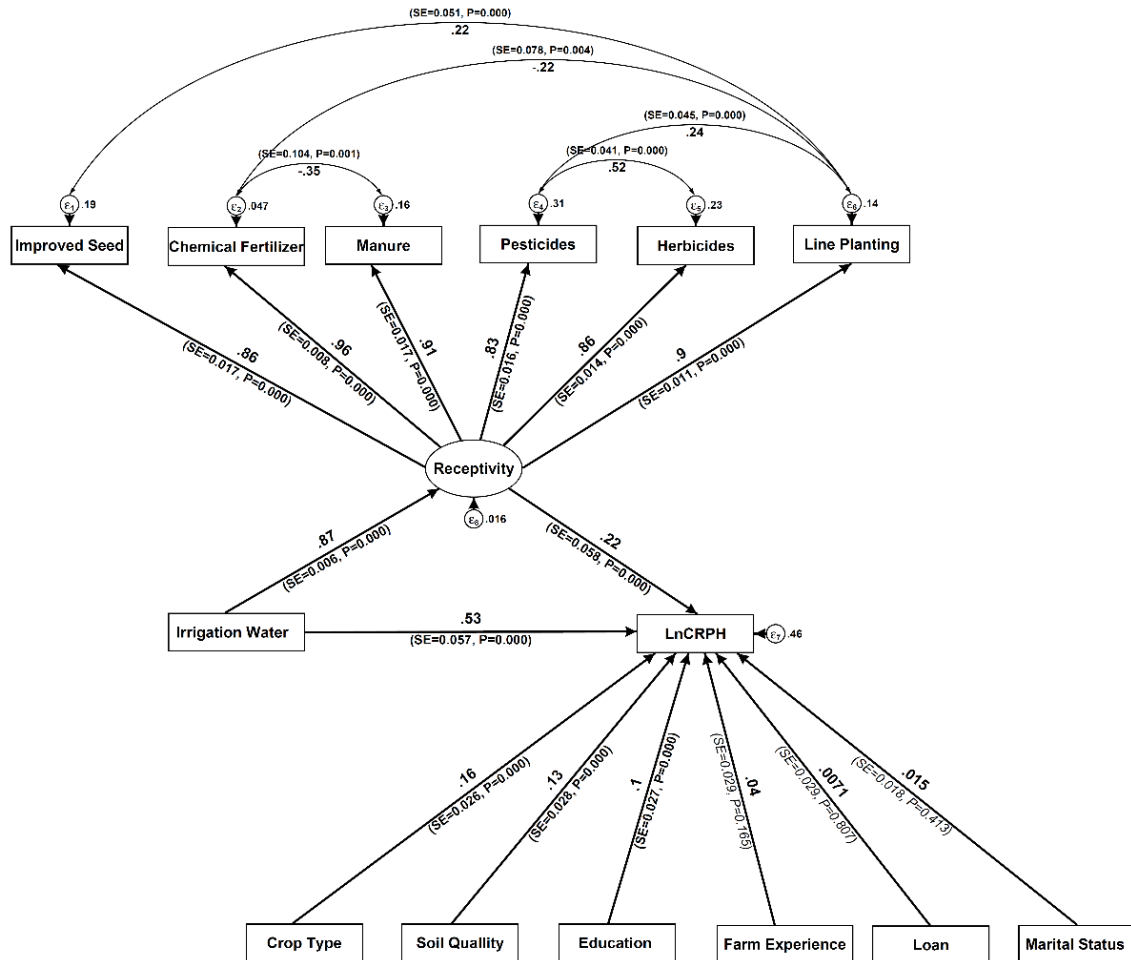 (SE=0.051, P=0.000)
.22
(SE=0.078, P=0.004)
-.22
(SE=0.045, P=0.000)
.24
(SE=0.104, P=0.001)
-.35
(SE=0.041, P=0.000)
.52
ε1 .19
ε2 .047
ε3 .16
ε4 .31
ε5 .23
ε6 .14
Improved Seed
Chemical Fertilizer
Manure
Pesticides
Herbicides
Line Planting
.86
(SE=0.017, P=0.000)
.96
(SE=0.008, P=0.000)
.91
(SE=0.017, P=0.000)
.83
(SE=0.016, P=0.000)
.86
(SE=0.014, P=0.000)
.9
(SE=0.011, P=0.000)
Receptivity
ε8 .016
.87
(SE=0.006, P=0.000)
.22
(SE=0.058, P=0.000)
Irrigation Water
.53
(SE=0.057, P=0.000)
LnCRPH
ε7 .46
.16
(SE=0.026, P=0.000)
.13
(SE=0.028, P=0.000)
.1
(SE=0.027, P=0.000)
.04
(SE=0.029, P=0.165)
.0071
(SE=0.029, P=0.807)
.015
(SE=0.018, P=0.413)
Crop Type
Soil Quallity
Education
Farm Experience
Loan
Marital Status